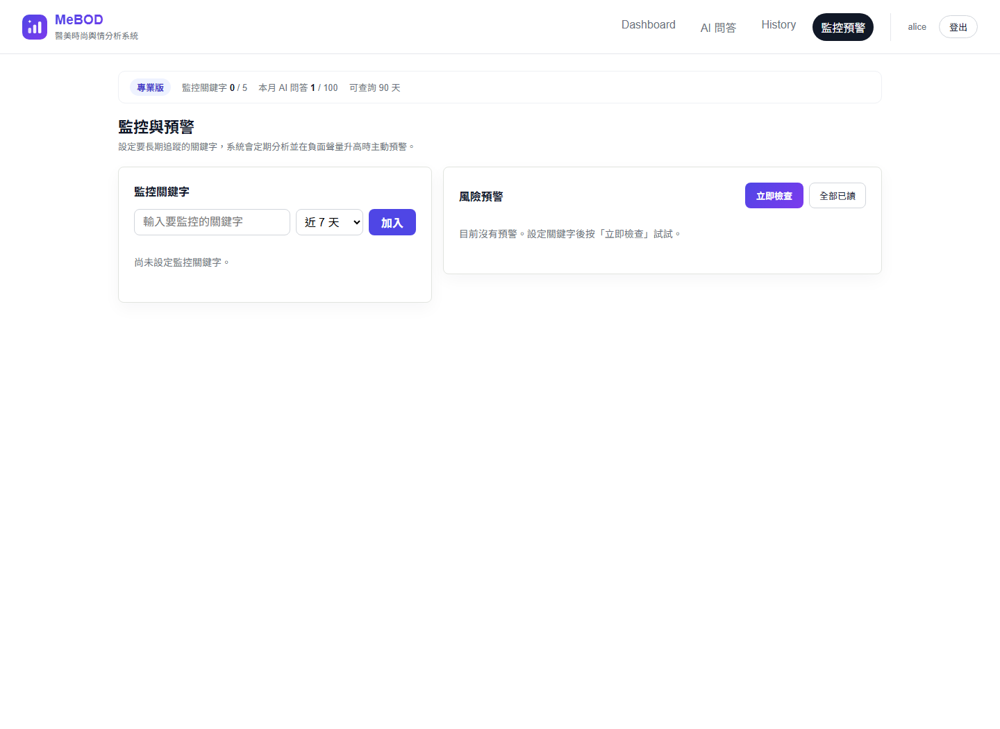 MeBOD
醫美時尚輿情分析系統
Dashboard
AI 問答
History
監控預警
alice
登出
專業版 監控關鍵字 0 / 5 本月 AI 問答 1 / 100 可查詢 90 天
監控與預警
設定要長期追蹤的關鍵字，系統會定期分析並在負面聲量升高時主動預警。
監控關鍵字
輸入要監控的關鍵字
近 7 天
加入
尚未設定監控關鍵字。
風險預警
立即檢查
全部已讀
目前沒有預警。設定關鍵字後按「立即檢查」試試。